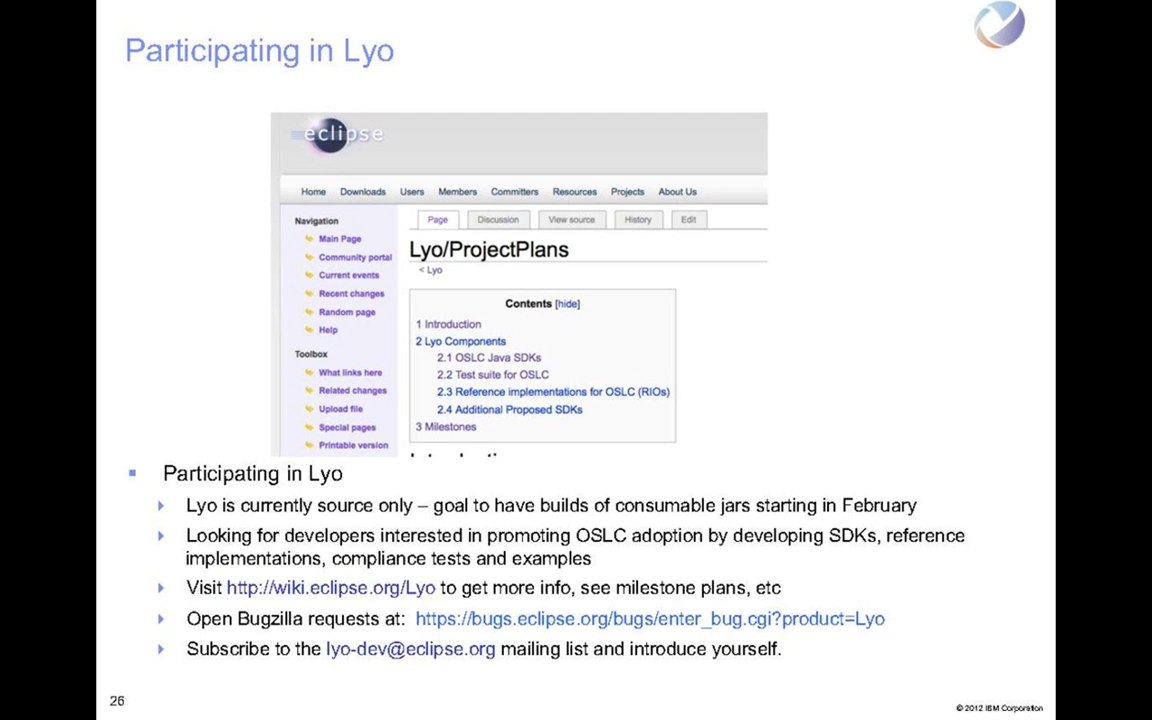 Participating in Lyo
eclipse
Home Downloads Users Members Committers Resources Projects About Us
Navigation
Main Page
Community portal
Current events
Recent changes
Random page
Help
Toolbox
What links here
Related changes
Upload file
Special pages
Printable version
Page Discussion View source History Edit
Lyo/ProjectPlans
< Lyo
Contents [hide]
1 Introduction
2 Lyo Components
2.1 OSLC Java SDKs
2.2 Test suite for OSLC
2.3 Reference implementations for OSLC (RIOs)
2.4 Additional Proposed SDKs
3 Milestones
Participating in Lyo
Lyo is currently source only – goal to have builds of consumable jars starting in February
Looking for developers interested in promoting OSLC adoption by developing SDKs, reference
implementations, compliance tests and examples
Visit http://wiki.eclipse.org/Lyo to get more info, see milestone plans, etc
Open Bugzilla requests at: https://bugs.eclipse.org/bugs/enter_bug.cgi?product=Lyo
Subscribe to the lyo-dev@eclipse.org mailing list and introduce yourself.
26
© 2012 IBM Corporation